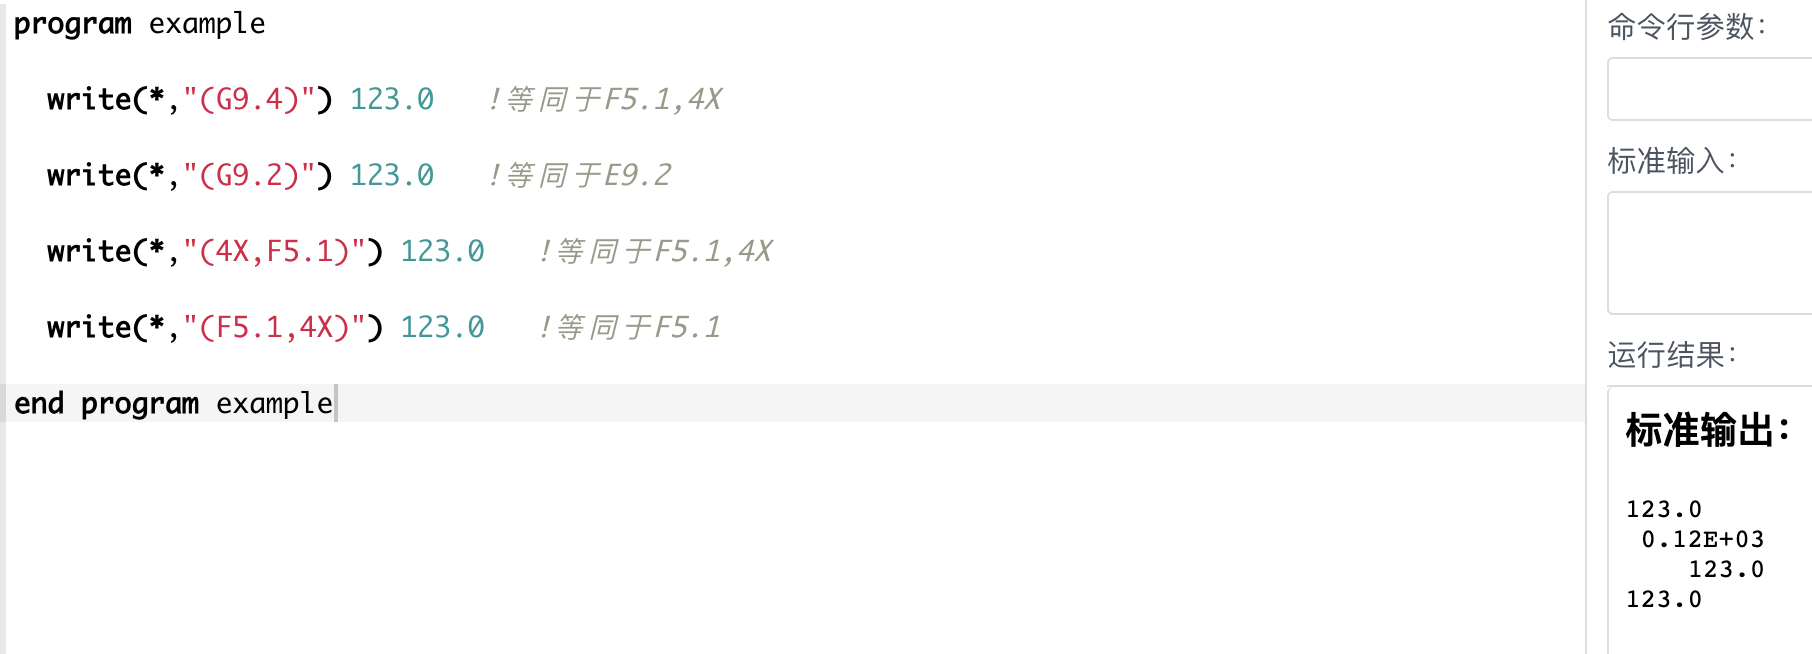 program example
write(*,"(G9.4)") 123.0 !等同于F5.1,4X
write(*,"(G9.2)") 123.0 !等同于E9.2
write(*,"(4X,F5.1)") 123.0 !等同于F5.1,4X
write(*,"(F5.1,4X)") 123.0 !等同于F5.1
end program example
命令行参数：
标准输入：
运行结果：
标准输出：
123.0
0.12E+03
123.0
123.0